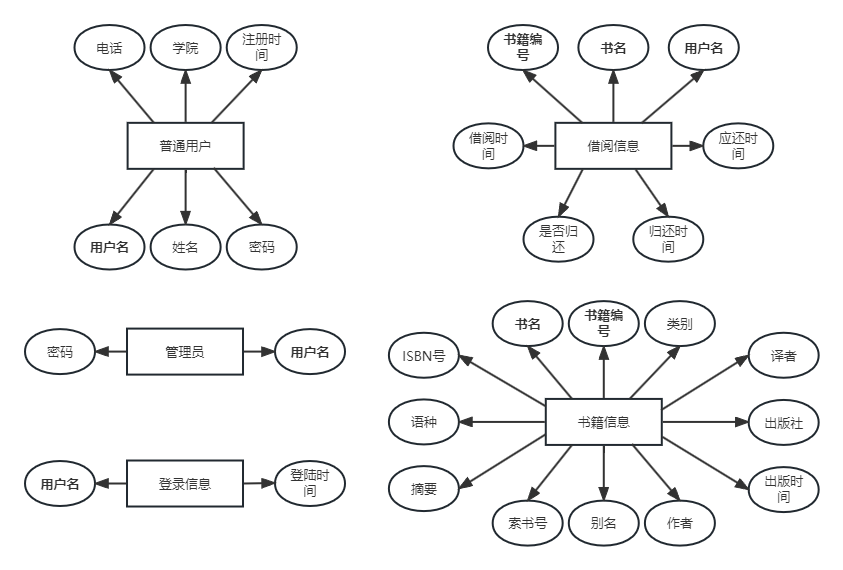 电话
学院
注册时
间
普通用户
用户名
姓名
密码
书籍编
号
书名
用户名
借阅时
间
借阅信息
应还时
间
是否归
还
归还时
间
密码
管理员
用户名
用户名
登录信息
登陆时
间
书名
书籍编
号
类别
ISBN号
译者
语种
书籍信息
出版社
摘要
出版时
间
索书号
别名
作者